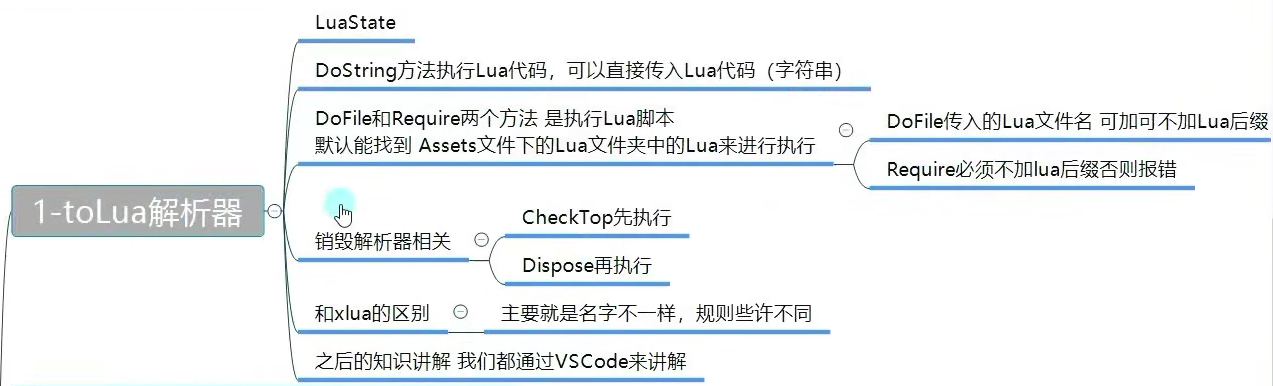 1-toLua解析器
LuaState
DoString方法执行Lua代码，可以直接传入Lua代码（字符串）
DoFile和Require两个方法 是执行Lua脚本
默认能找到 Assets文件下的Lua文件夹中的Lua来进行执行
DoFile传入的Lua文件名 可加可不加Lua后缀
Require必须不加lua后缀否则报错
销毁解析器相关
CheckTop先执行
Dispose再执行
和xlua的区别
主要就是名字不一样，规则些许不同
之后的知识讲解 我们都通过VSCode来讲解